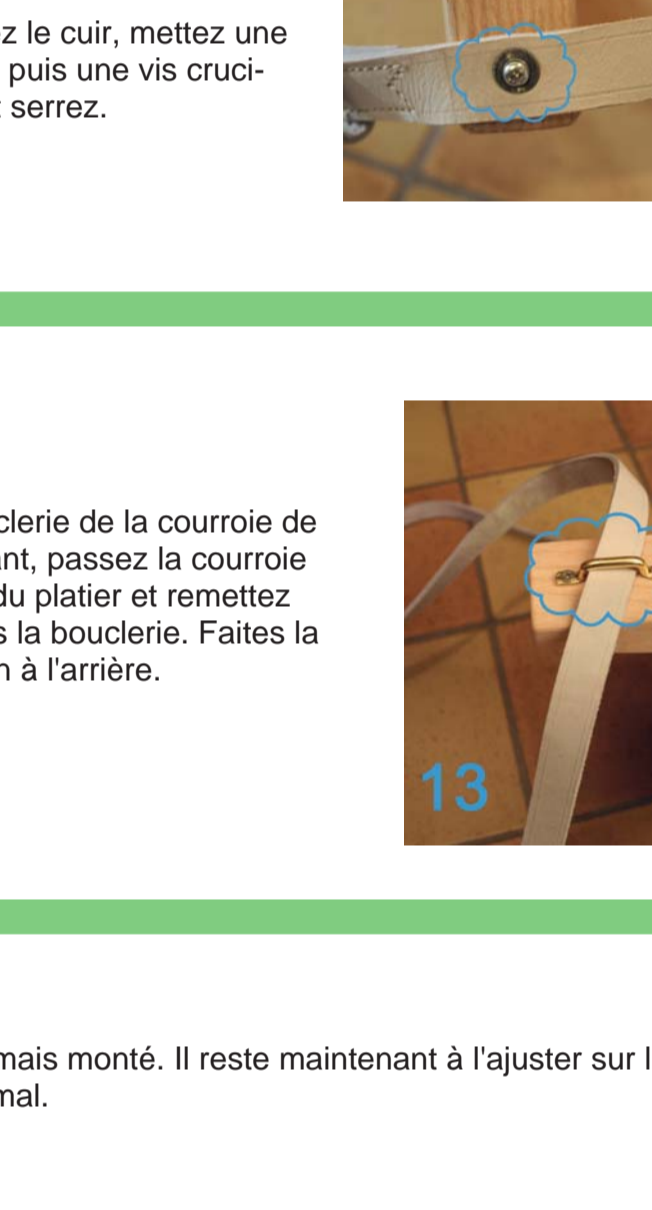 z le cuir, mettez une
puis une vis cruci-
serrez.
clerie de la courroie de
nt, passez la courroie
du platier et remettez
s la bouclerie. Faites la
n à l'arrière.
13
mais monté. Il reste maintenant à l'ajuster sur l
mal.